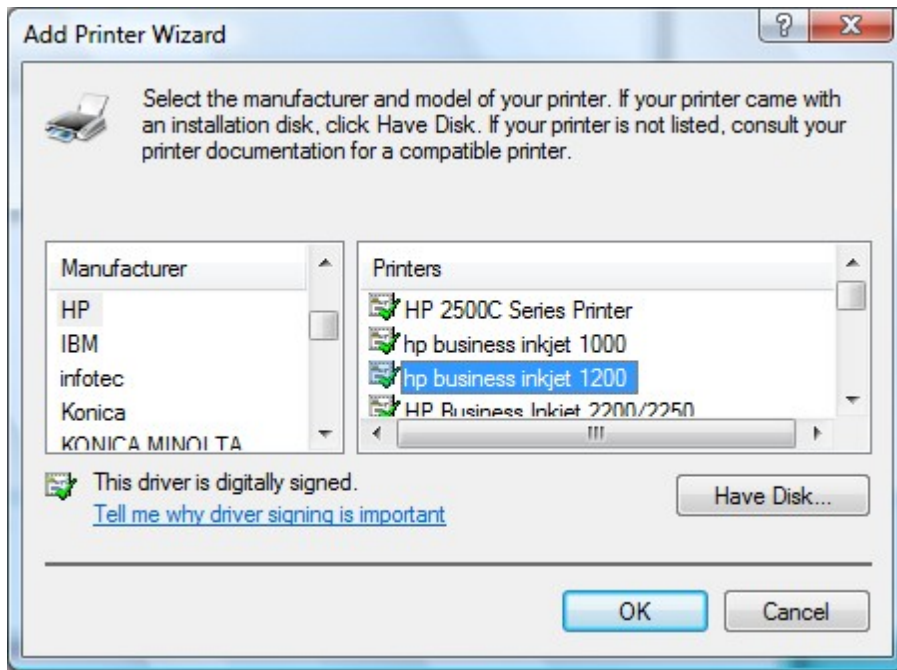 Add Printer Wizard
Select the manufacturer and model of your printer. If your printer came with
an installation disk, click Have Disk. If your printer is not listed, consult your
printer documentation for a compatible printer.
Manufacturer
HP
IBM
infotec
Konica
KONICA MINOLTA
Printers
HP 2500C Series Printer
hp business inkjet 1000
hp business inkjet 1200
HP Business Inkjet 2200/2250
This driver is digitally signed.
Tell me why driver signing is important
Have Disk...
OK
Cancel